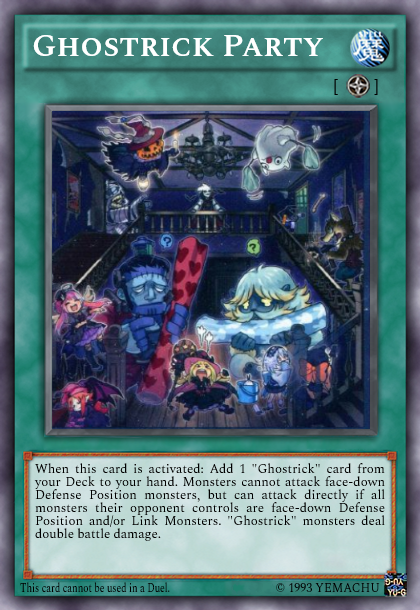 Ghostrick Party
魔
[ ]
?
?
When this card is activated: Add 1 "Ghostrick" card from
your Deck to your hand. Monsters cannot attack face-down
Defense Position monsters, but can attack directly if all
monsters their opponent controls are face-down Defense
Position and/or Link Monsters. "Ghostrick" monsters deal
double battle damage.
This card cannot be used in a Duel. © 1993 YEMACHU